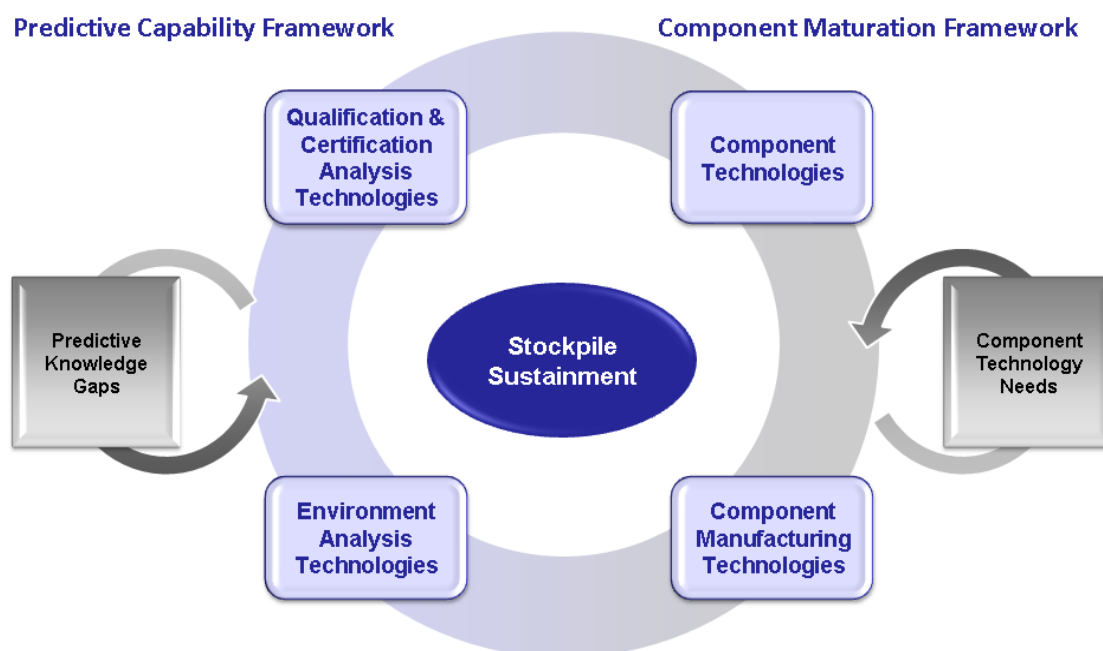 Predictive Capability Framework
Component Maturation Framework
Qualification &
Certification
Analysis
Technologies
Component
Technologies
Predictive
Knowledge
Gaps
Stockpile
Sustainment
Component
Technology
Needs
Environment
Analysis
Technologies
Component
Manufacturing
Technologies